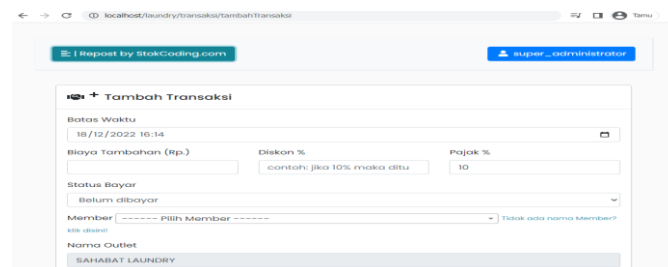 localhost/laundry/transaksi/tambahTransaksi
Tamu
| Repost by StokCoding.com
super_administrator
+ Tambah Transaksi
Batas Waktu
18/12/2022 16:14
Biaya Tambahan (Rp.) Diskon % Pajak %
contoh: jika 10% maka ditu 10
Status Bayar
Belum dibayar
Member ------ Pilih Member ------ Tidak ada nama Member?
klik disini!
Nama Outlet
SAHABAT LAUNDRY